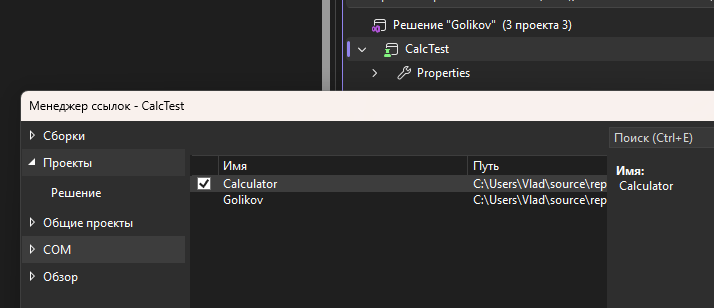 Решение "Golikov" (3 проекта 3)
CalcTest
Properties
Менеджер ссылок - CalcTest
Сборки
Проекты
Решение
Общие проекты
COM
Обзор
Имя Путь
Calculator C:\Users\Vlad\source\rep
Golikov C:\Users\Vlad\source\rep
Поиск (Ctrl+E)
Имя:
Calculator